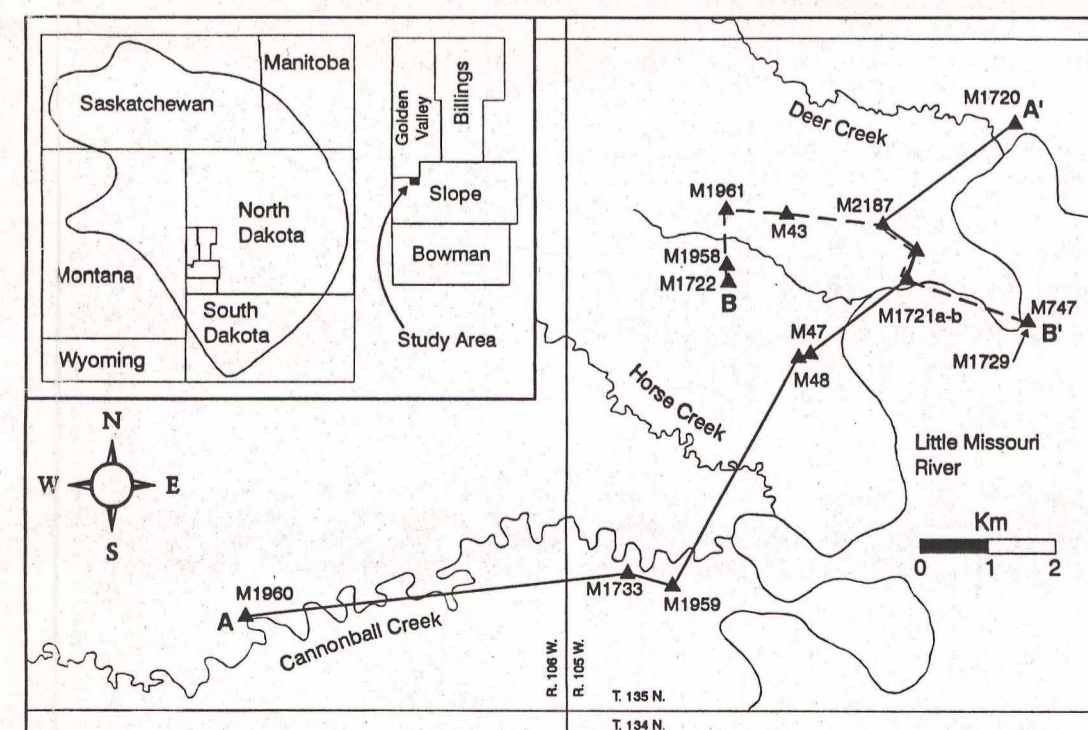 Manitoba
Saskatchewan
North
Dakota
Montana
South
Dakota
Wyoming
Golden
Valley
Billings
Slope
Bowman
Study Area
Deer Creek
M1720
A'
M1961
M43
M2187
M1958
M1722
B
M1721a-b
M747
B'
M1729
M47
M48
Horse Creek
Little Missouri
River
N
W
E
S
Km
0 1 2
M1960
A
Cannonball Creek
M1733
M1959
R. 106 W.
R. 105 W.
T. 135 N.
T. 134 N.